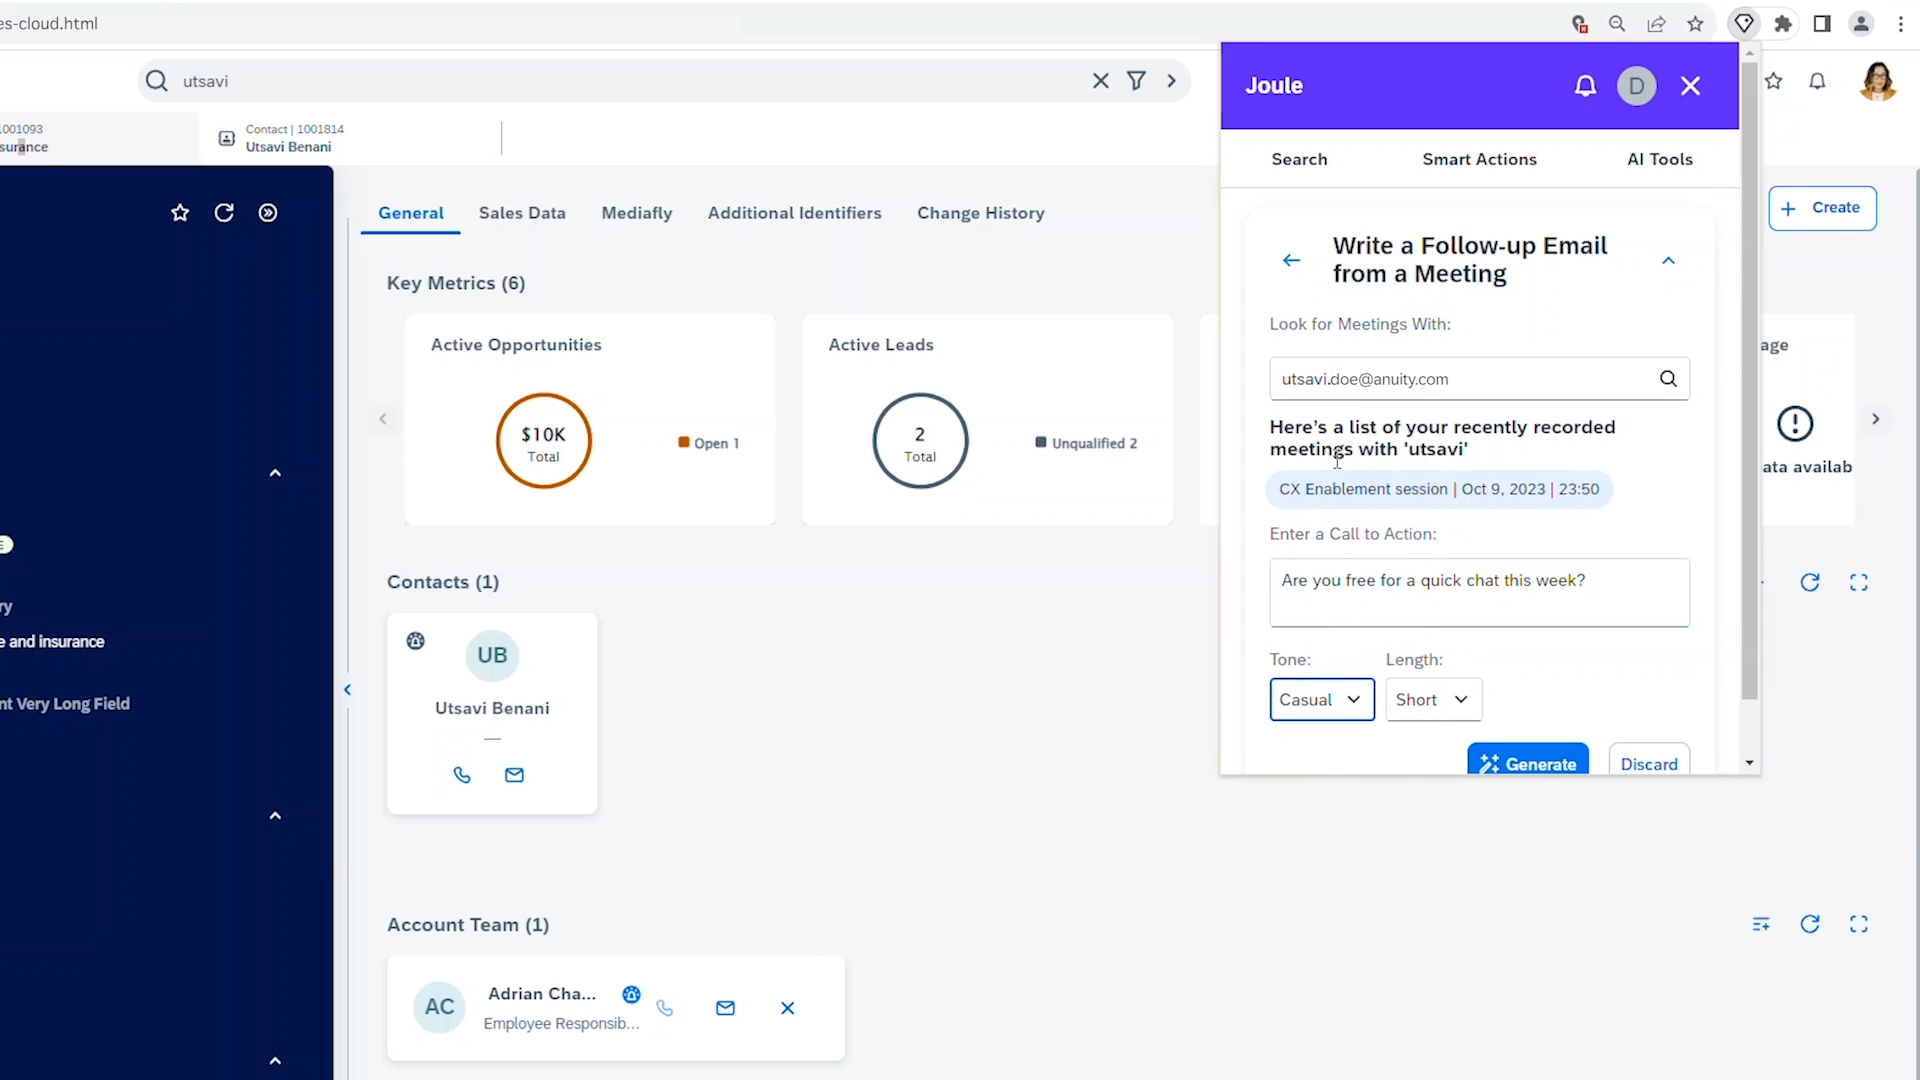 es-cloud.html
utsavi
1001093
surance
Contact | 1001814
Utsavi Benani
E
ry
e and insurance
nt Very Long Field
General
Sales Data
Mediafly
Additional Identifiers
Change History
Create
Key Metrics (6)
Active Opportunities
$10K
Total
Open 1
Active Leads
2
Total
Unqualified 2
age
ata availab
Contacts (1)
UB
Utsavi Benani
—
Account Team (1)
AC
Adrian Cha...
Employee Responsib...
Joule
D
Search
Smart Actions
AI Tools
Write a Follow-up Email
from a Meeting
Look for Meetings With:
utsavi.doe@anuity.com
Here's a list of your recently recorded
meetings with 'utsavi'
CX Enablement session | Oct 9, 2023 | 23:50
Enter a Call to Action:
Are you free for a quick chat this week?
Tone:
Length:
Casual
Short
Generate
Discard